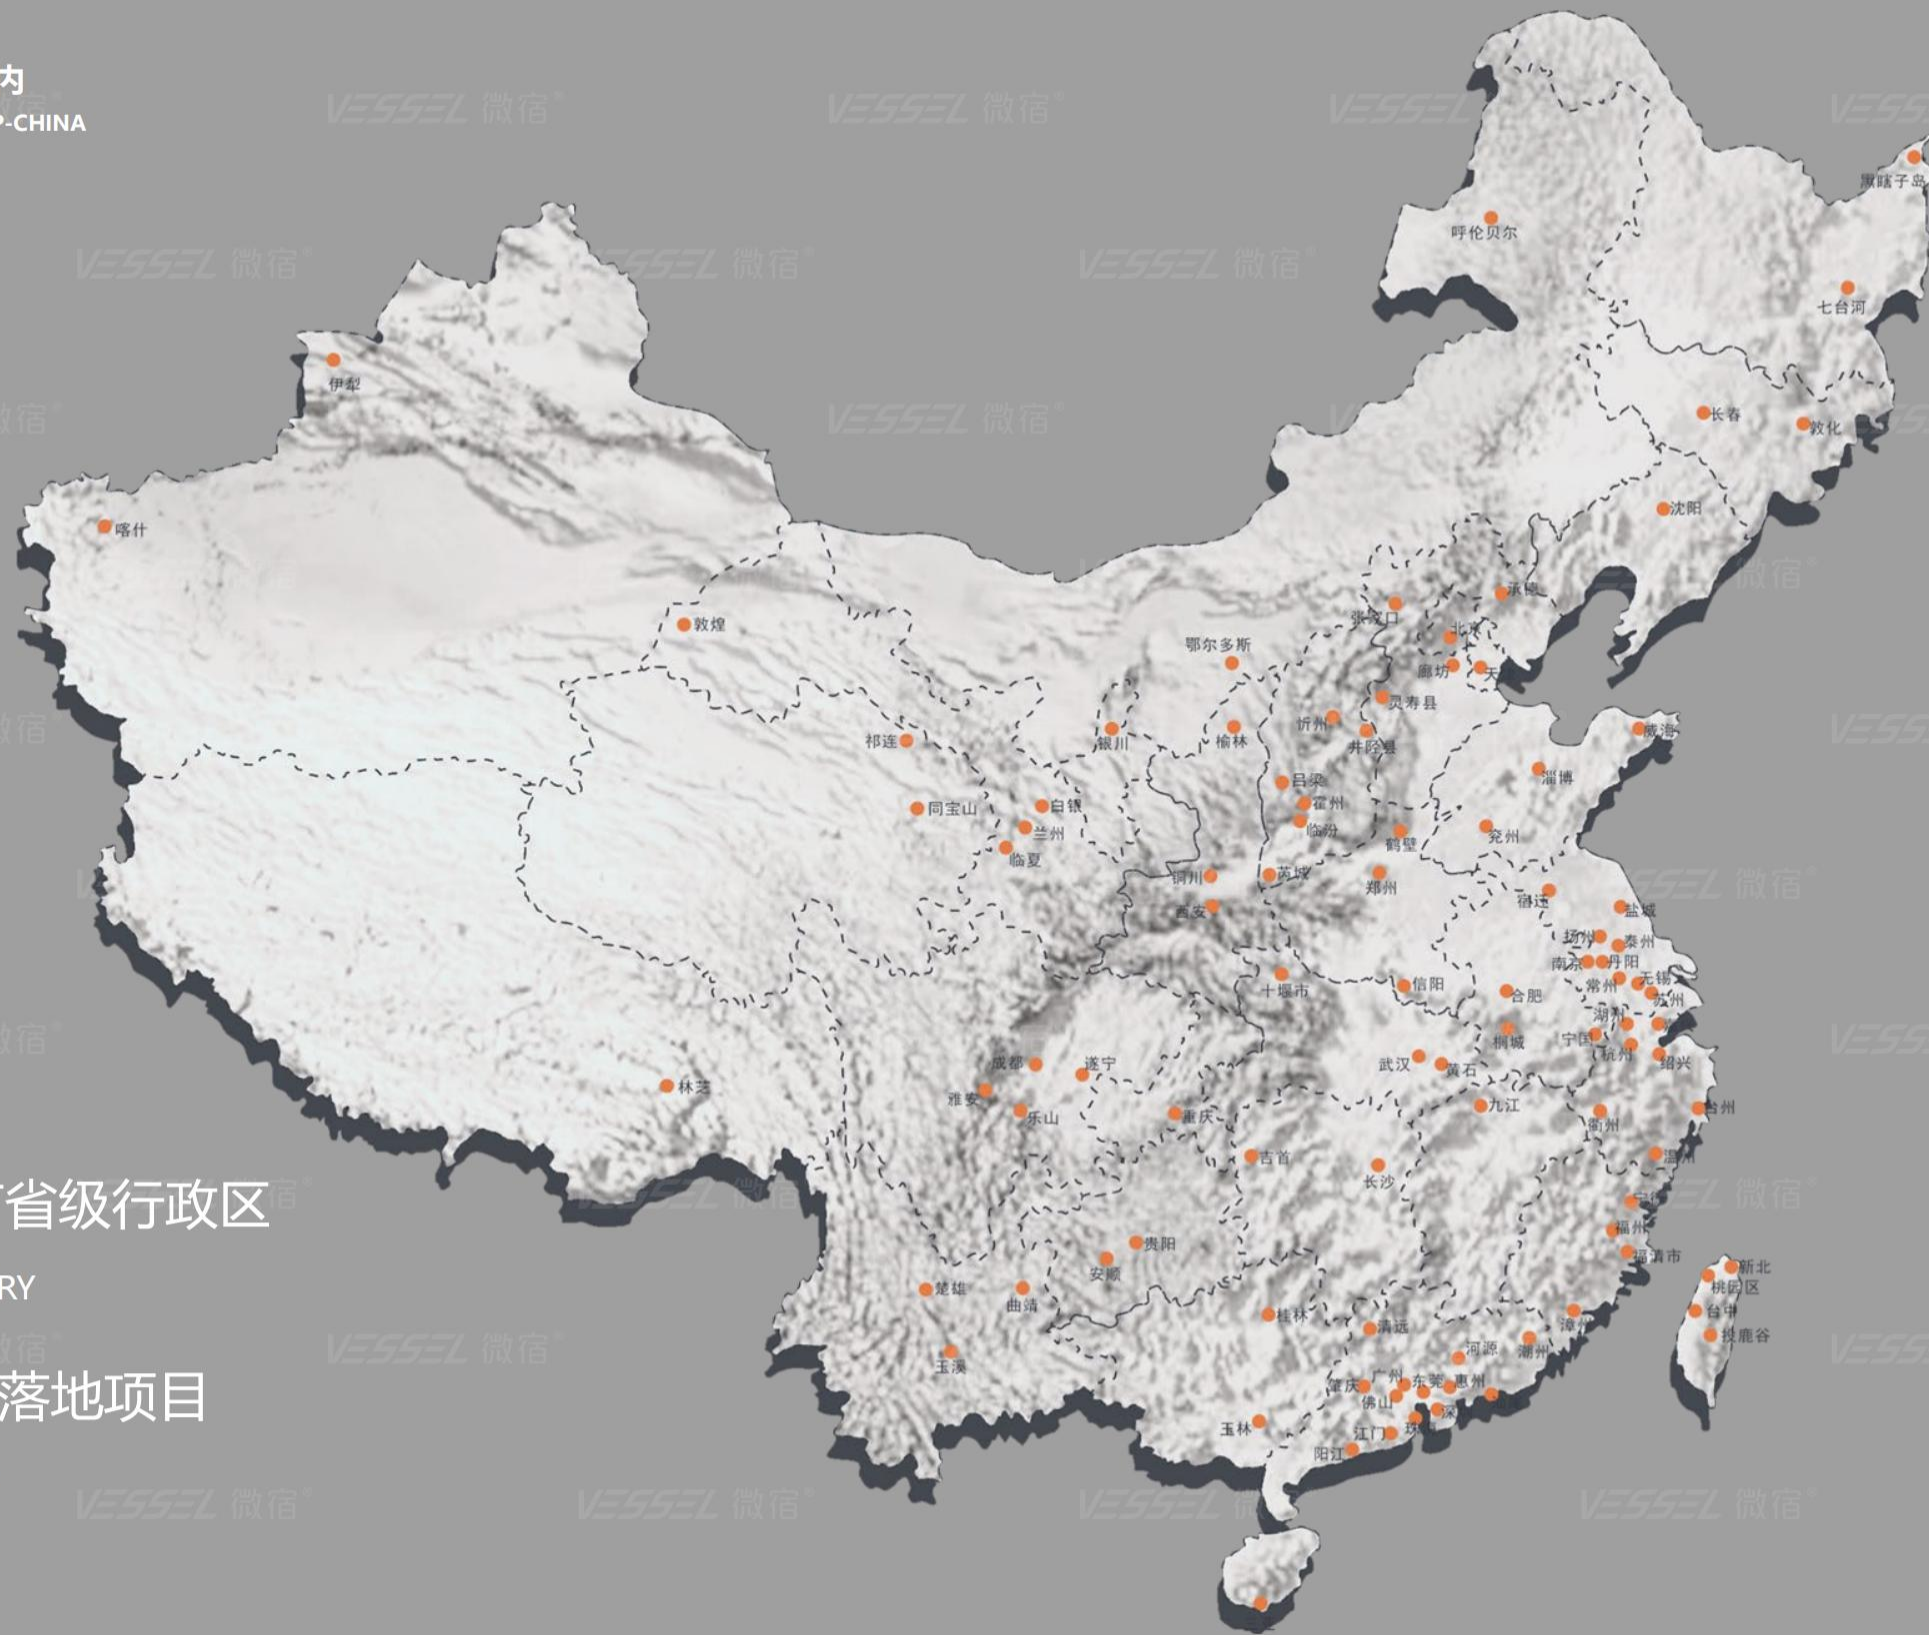 内
P-CHINA
省级行政区
RY
落地项目
VESSEL 微宿®
黑瞎子岛
呼伦贝尔
七台河
伊犁
长春
敦化
沈阳
喀什
承德
张家口
敦煌
北京
鄂尔多斯
廊坊
灵寿县
忻州
银川
榆林
井陉县
祁连
威海
吕梁
淄博
同宝山
白银
霍州
兰州
临汾
兖州
鹤壁
临夏
铜川
芮城
郑州
宿迁
西安
盐城
扬州
泰州
南京
丹阳
信阳
十堰市
常州
无锡
合肥
苏州
湖州
桐城
宁国
杭州
绍兴
成都
遂宁
武汉
黄石
林芝
雅安
乐山
重庆
九江
台州
衢州
吉首
温州
长沙
福州
贵阳
福清市
安顺
新北
桃园区
楚雄
曲靖
桂林
台中
清远
漳州
投鹿谷
河源
潮州
玉溪
肇庆
广州
东莞
惠州
佛山
玉林
江门
阳江